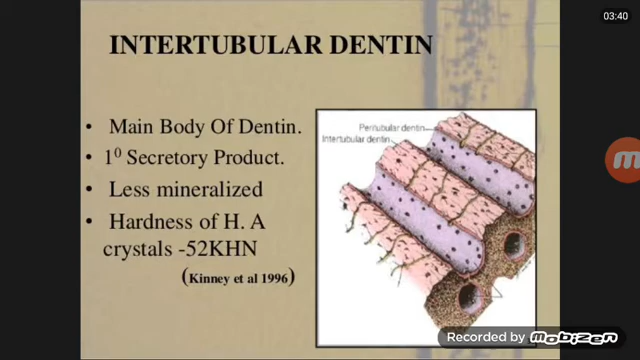 03:40
INTERTUBULAR DENTIN
• Main Body Of Dentin.
• 1⁰ Secretory Product.
• Less mineralized
• Hardness of H. A
crystals -52KHN
(Kinney et al 1996)
Peritubular dentin
Intertubular dentin
Recorded by mobizen